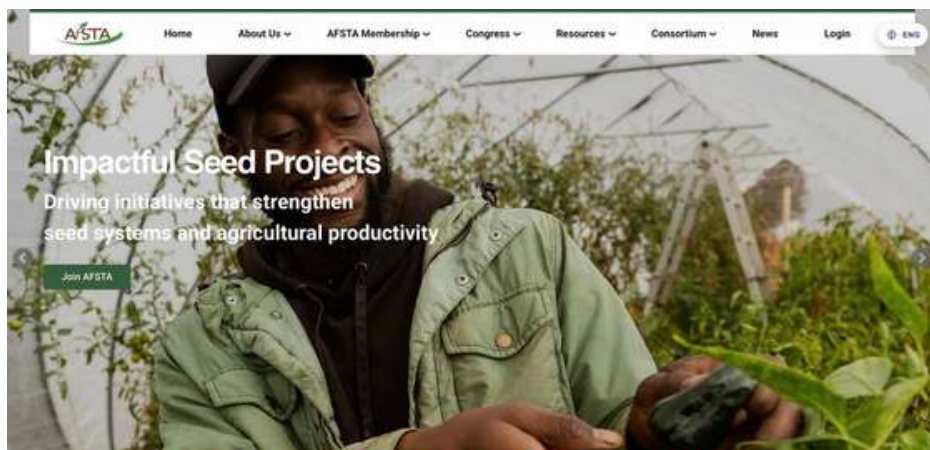 AFSTA
Home
About Us
AFSTA Membership
Congress
Resources
Consortium
News
Login
ENG
Impactful Seed Projects
Driving initiatives that strengthen
seed systems and agricultural productivity
Join AFSTA